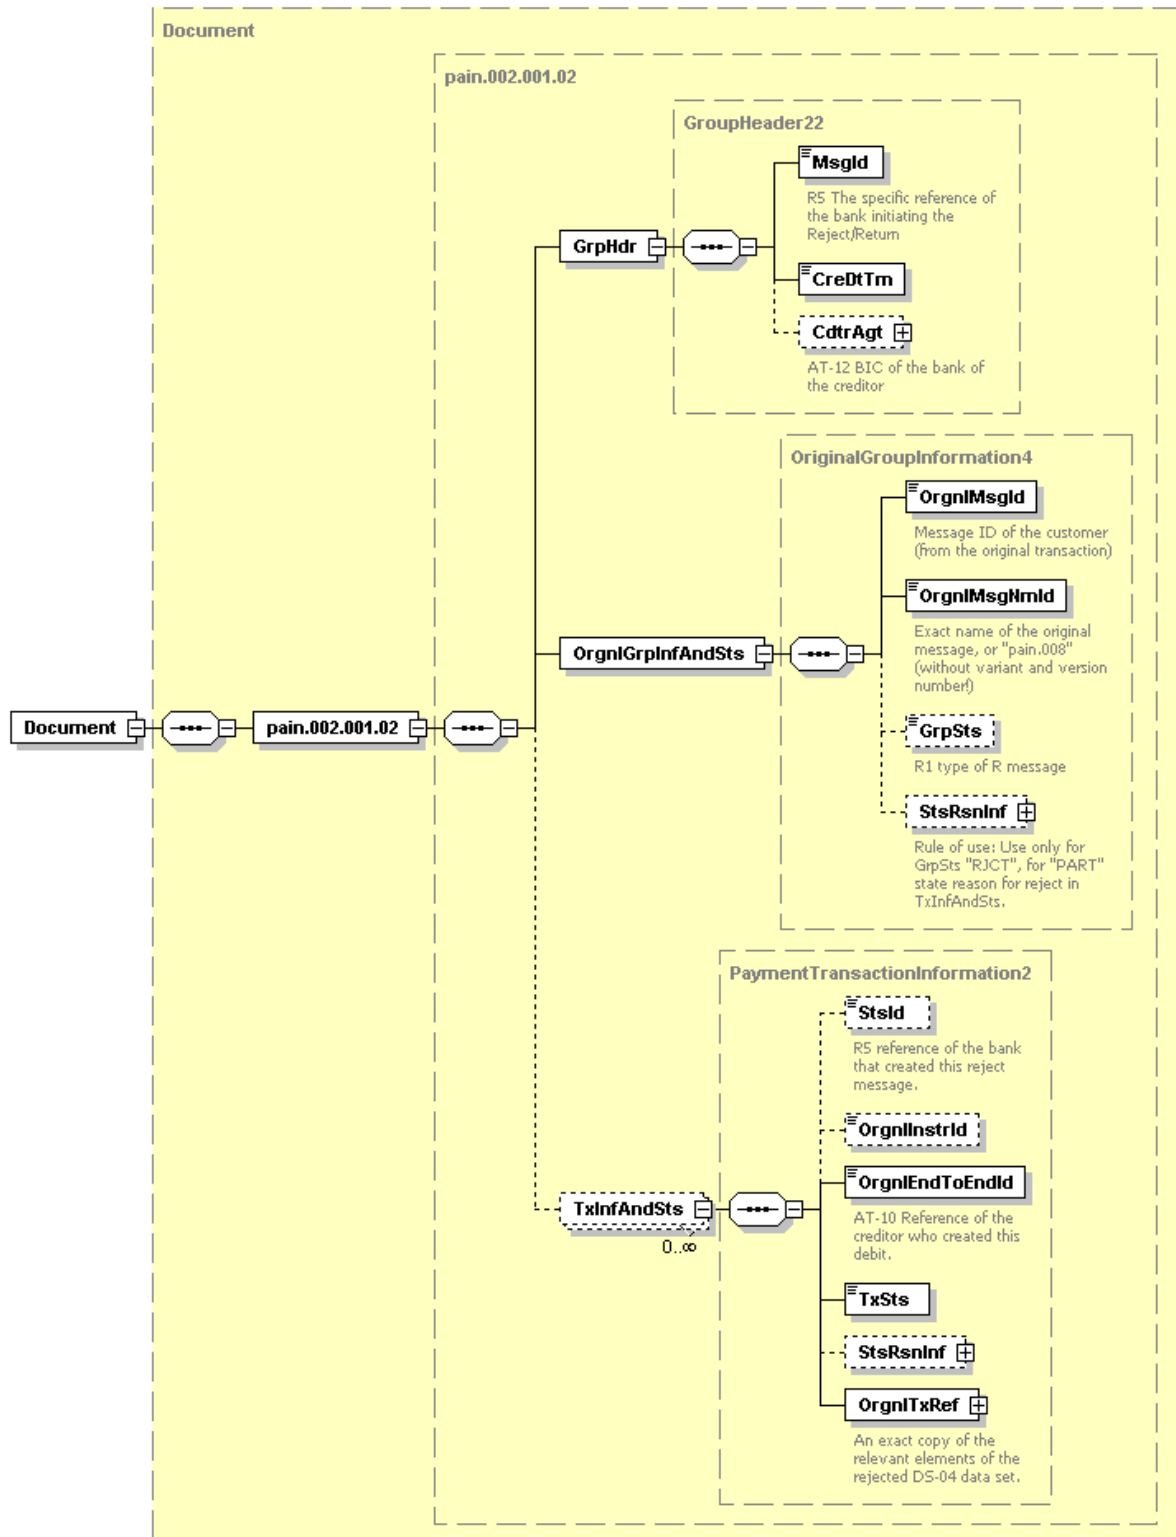 Document
pain.002.001.02
GroupHeader22
MsgId
R5 The specific reference of
the bank initiating the
Reject/Return
GrpHdr
CreDtTm
CdtrAgt
AT-12 BIC of the bank of
the creditor
OriginalGroupInformation4
OrgnlMsgId
Message ID of the customer
(from the original transaction)
OrgnlMsgNmId
Exact name of the original
message, or "pain.008"
(without variant and version
number!)
OrgnlGrpInfAndSts
GrpSts
R1 type of R message
StsRsnInf
Rule of use: Use only for
GrpSts "RJCT", for "PART"
state reason for reject in
TxInfAndSts.
Document
pain.002.001.02
PaymentTransactionInformation2
StsId
R5 reference of the bank
that created this reject
message.
OrgnlInstrId
OrgnlEndToEndId
AT-10 Reference of the
creditor who created this
debit.
TxInfAndSts
0..∞
TxSts
StsRsnInf
OrgnlTxRef
An exact copy of the
relevant elements of the
rejected DS-04 data set.